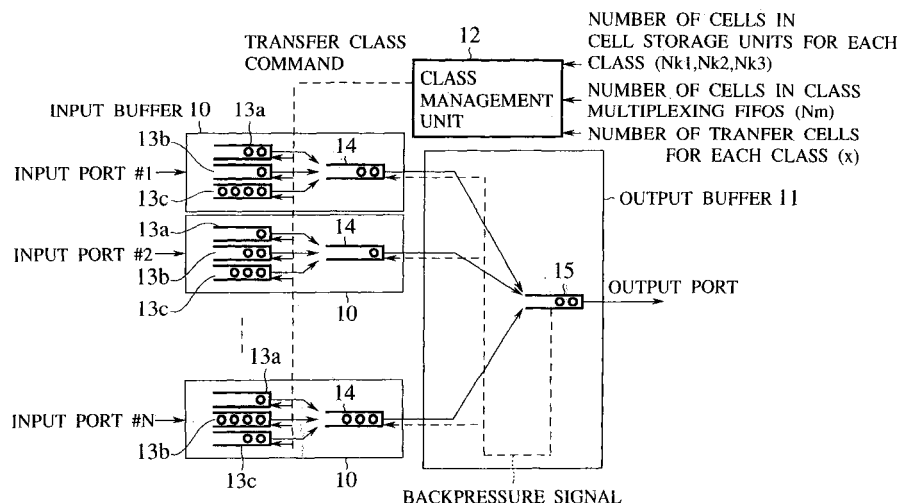 NUMBER OF CELLS IN
CELL STORAGE UNITS FOR EACH
CLASS (Nk1,Nk2,Nk3)
12
TRANSFER CLASS
COMMAND
CLASS
MANAGEMENT
UNIT
NUMBER OF CELLS IN CLASS
MULTIPLEXING FIFOS (Nm)
NUMBER OF TRANFER CELLS
FOR EACH CLASS (x)
INPUT BUFFER 10
13a
13b
14
INPUT PORT #1
13c
OUTPUT BUFFER 11
13a
14
INPUT PORT #2
13b
15
13c
10
OUTPUT PORT
13a
14
INPUT PORT #N
13b
13c
10
BACKPRESSURE SIGNAL